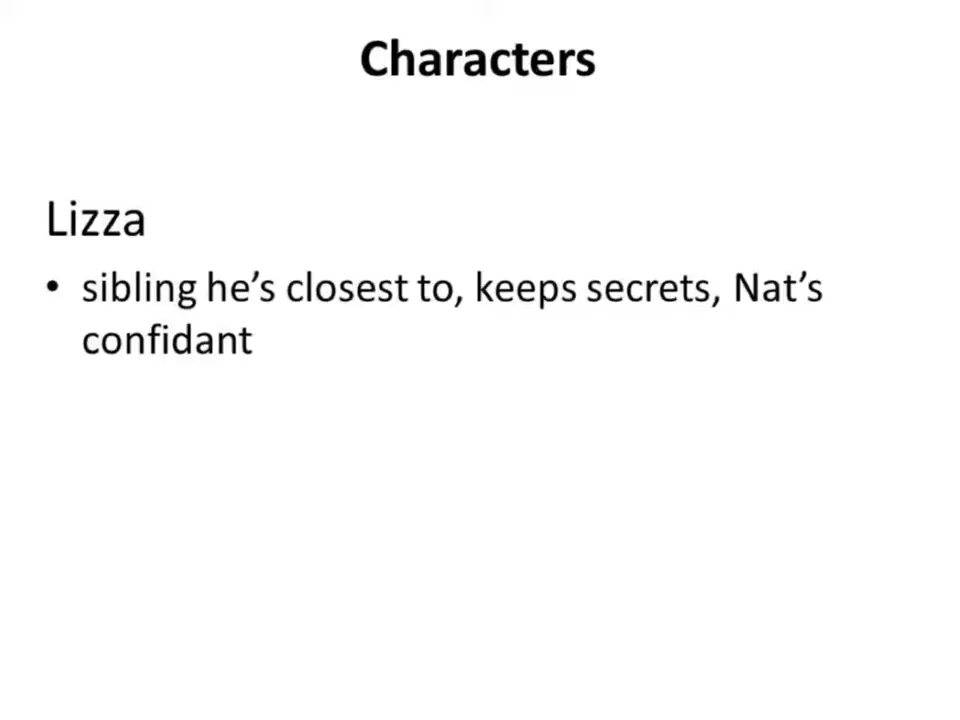 Characters
Lizza
• sibling he’s closest to, keeps secrets, Nat’s
confidant